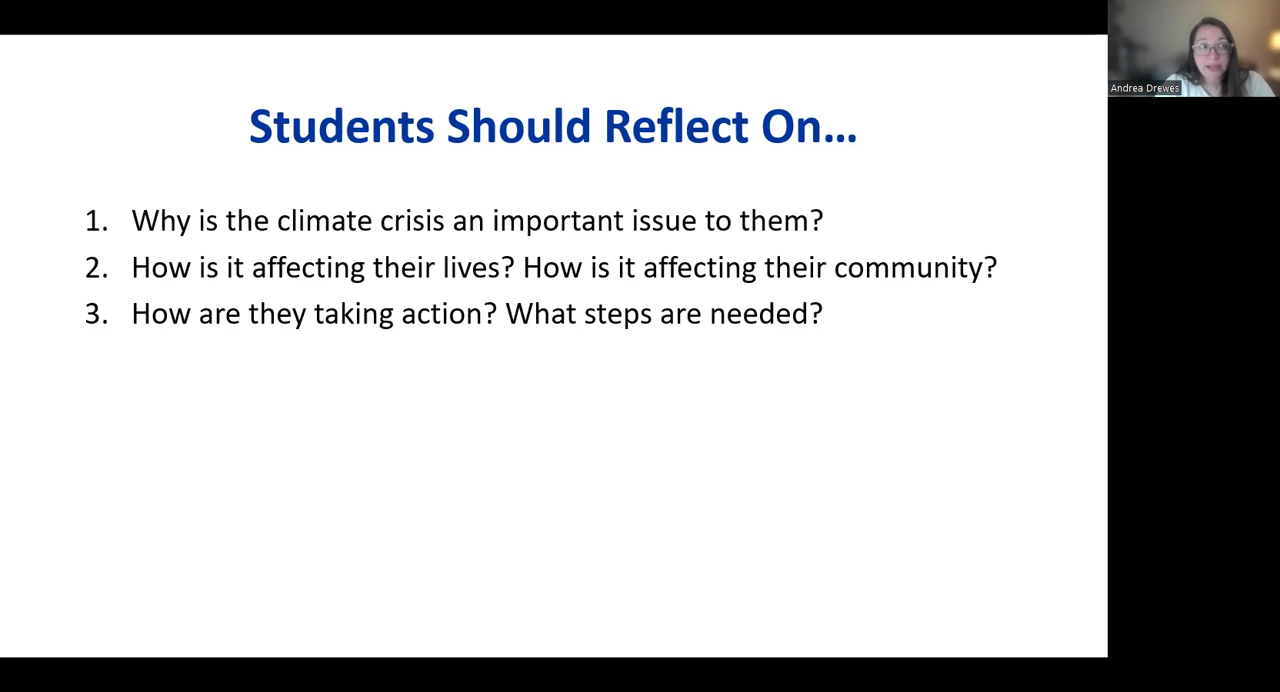 Students Should Reflect On…
1. Why is the climate crisis an important issue to them?
2. How is it affecting their lives? How is it affecting their community?
3. How are they taking action? What steps are needed?
Andrea Drewes